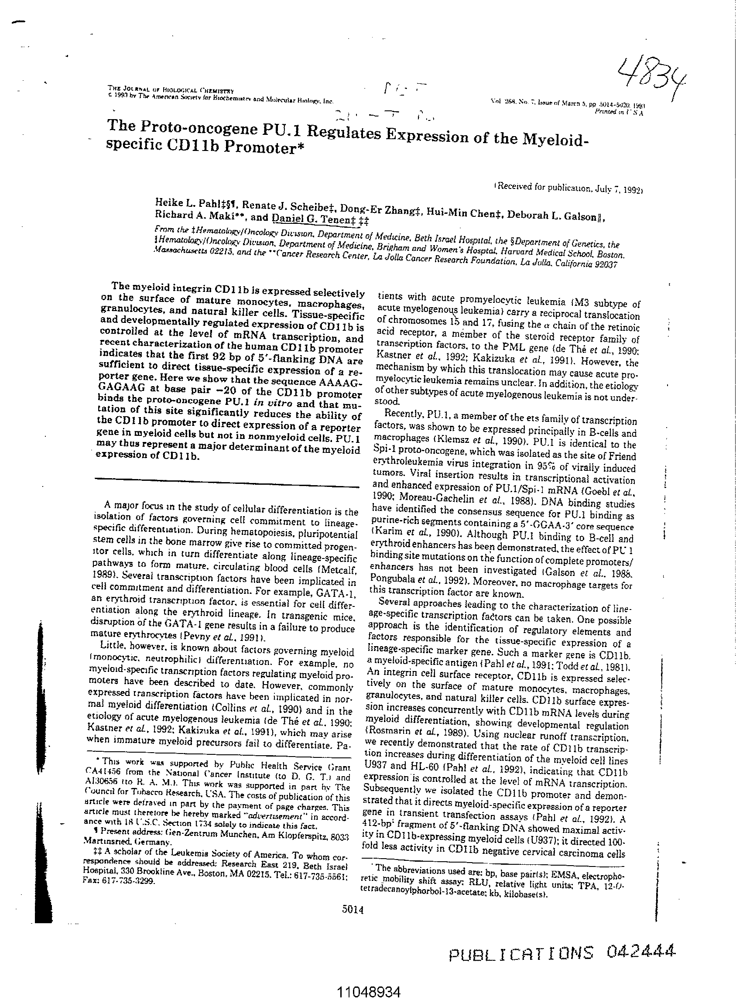 4834
THE JOURNAL OF BIOLOGICAL CHEMISTRY
© 1993 by The American Society for Biochemistry and Molecular Biology, Inc.
Vol. 268, No. 7, Issue of March 5, pp. 5014-5020, 1993
Printed in U.S.A.
The Proto-oncogene PU.1 Regulates Expression of the Myeloid-
specific CD11b Promoter*
(Received for publication, July 7, 1992)
Heike L. Pahl‡§¶, Renate J. Scheibe‡, Dong-Er Zhang‡, Hui-Min Chen‡, Deborah L. Galson‖,
Richard A. Maki**, and Daniel G. Tenen‡ ‡‡
From the ‡Hematology/Oncology Division, Department of Medicine, Beth Israel Hospital, the §Department of Genetics, the
‖Hematology/Oncology Division, Department of Medicine, Brigham and Women's Hospital, Harvard Medical School, Boston,
Massachusetts 02215, and the **Cancer Research Center, La Jolla Cancer Research Foundation, La Jolla, California 92037
The myeloid integrin CD11b is expressed selectively
on the surface of mature monocytes, macrophages,
granulocytes, and natural killer cells. Tissue-specific
and developmentally regulated expression of CD11b is
controlled at the level of mRNA transcription, and
recent characterization of the human CD11b promoter
indicates that the first 92 bp of 5'-flanking DNA are
sufficient to direct tissue-specific expression of a re-
porter gene. Here we show that the sequence AAAAG-
GAGAAG at base pair −20 of the CD11b promoter
binds the proto-oncogene PU.1 in vitro and that mu-
tation of this site significantly reduces the ability of
the CD11b promoter to direct expression of a reporter
gene in myeloid cells but not in nonmyeloid cells. PU.1
may thus represent a major determinant of the myeloid
expression of CD11b.
A major focus in the study of cellular differentiation is the
isolation of factors governing cell commitment to lineage-
specific differentiation. During hematopoiesis, pluripotential
stem cells in the bone marrow give rise to committed progen-
itor cells, which in turn differentiate along lineage-specific
pathways to form mature, circulating blood cells (Metcalf,
1989). Several transcription factors have been implicated in
cell commitment and differentiation. For example, GATA-1,
an erythroid transcription factor, is essential for cell differ-
entiation along the erythroid lineage. In transgenic mice,
disruption of the GATA-1 gene results in a failure to produce
mature erythrocytes (Pevny et al., 1991).
Little, however, is known about factors governing myeloid
(monocytic, neutrophilic) differentiation. For example, no
myeloid-specific transcription factors regulating myeloid pro-
moters have been described to date. However, commonly
expressed transcription factors have been implicated in nor-
mal myeloid differentiation (Collins et al., 1990) and in the
etiology of acute myelogenous leukemia (de Thé et al., 1990;
Kastner et al., 1992; Kakizuka et al., 1991), which may arise
when immature myeloid precursors fail to differentiate. Pa-
* This work was supported by Public Health Service Grant
CA41456 from the National Cancer Institute (to D. G. T.) and
AI30656 (to R. A. M.). This work was supported in part by The
Council for Tobacco Research, USA. The costs of publication of this
article were defrayed in part by the payment of page charges. This
article must therefore be hereby marked "advertisement" in accord-
ance with 18 U.S.C. Section 1734 solely to indicate this fact.
¶ Present address: Gen-Zentrum Munchen, Am Klopferspitz, 8033
Martinsried, Germany.
‡‡ A scholar of the Leukemia Society of America. To whom cor-
respondence should be addressed: Research East 219, Beth Israel
Hospital, 330 Brookline Ave., Boston, MA 02215. Tel.: 617-735-5561;
Fax: 617-735-3299.
tients with acute promyelocytic leukemia (M3 subtype of
acute myelogenous leukemia) carry a reciprocal translocation
of chromosomes 15 and 17, fusing the α chain of the retinoic
acid receptor, a member of the steroid receptor family of
transcription factors, to the PML gene (de Thé et al., 1990;
Kastner et al., 1992; Kakizuka et al., 1991). However, the
mechanism by which this translocation may cause acute pro-
myelocytic leukemia remains unclear. In addition, the etiology
of other subtypes of acute myelogenous leukemia is not under-
stood.
Recently, PU.1, a member of the ets family of transcription
factors, was shown to be expressed principally in B-cells and
macrophages (Klemsz et al., 1990). PU.1 is identical to the
Spi-1 proto-oncogene, which was isolated as the site of Friend
erythroleukemia virus integration in 95% of virally induced
tumors. Viral insertion results in transcriptional activation
and enhanced expression of PU.1/Spi-1 mRNA (Goebl et al.,
1990; Moreau-Gachelin et al., 1988). DNA binding studies
have identified the consensus sequence for PU.1 binding as
purine-rich segments containing a 5'-GGAA-3' core sequence
(Karim et al., 1990). Although PU.1 binding to B-cell and
erythroid enhancers has been demonstrated, the effect of PU.1
binding site mutations on the function of complete promoters/
enhancers has not been investigated (Galson et al., 1988,
Pongubala et al., 1992). Moreover, no macrophage targets for
this transcription factor are known.
Several approaches leading to the characterization of line-
age-specific transcription factors can be taken. One possible
approach is the identification of regulatory elements and
factors responsible for the tissue-specific expression of a
lineage-specific marker gene. Such a marker gene is CD11b,
a myeloid-specific antigen (Pahl et al., 1991; Todd et al., 1981).
An integrin cell surface receptor, CD11b is expressed selec-
tively on the surface of mature monocytes, macrophages,
granulocytes, and natural killer cells. CD11b surface expres-
sion increases concurrently with CD11b mRNA levels during
myeloid differentiation, showing developmental regulation
(Rosmarin et al., 1989). Using nuclear runoff transcription,
we recently demonstrated that the rate of CD11b transcrip-
tion increases during differentiation of the myeloid cell lines
U937 and HL-60 (Pahl et al., 1992), indicating that CD11b
expression is controlled at the level of mRNA transcription.
Subsequently we isolated the CD11b promoter and demon-
strated that it directs myeloid-specific expression of a reporter
gene in transient transfection assays (Pahl et al., 1992). A
412-bp¹ fragment of 5'-flanking DNA showed maximal activ-
ity in CD11b-expressing myeloid cells (U937); it directed 100-
fold less activity in CD11b negative cervical carcinoma cells
¹ The abbreviations used are: bp, base pair(s); EMSA, electropho-
retic mobility shift assay; RLU, relative light units; TPA, 12-O-
tetradecanoylphorbol-13-acetate; kb, kilobase(s).
5014
PUBLICATIONS 042444
11048934